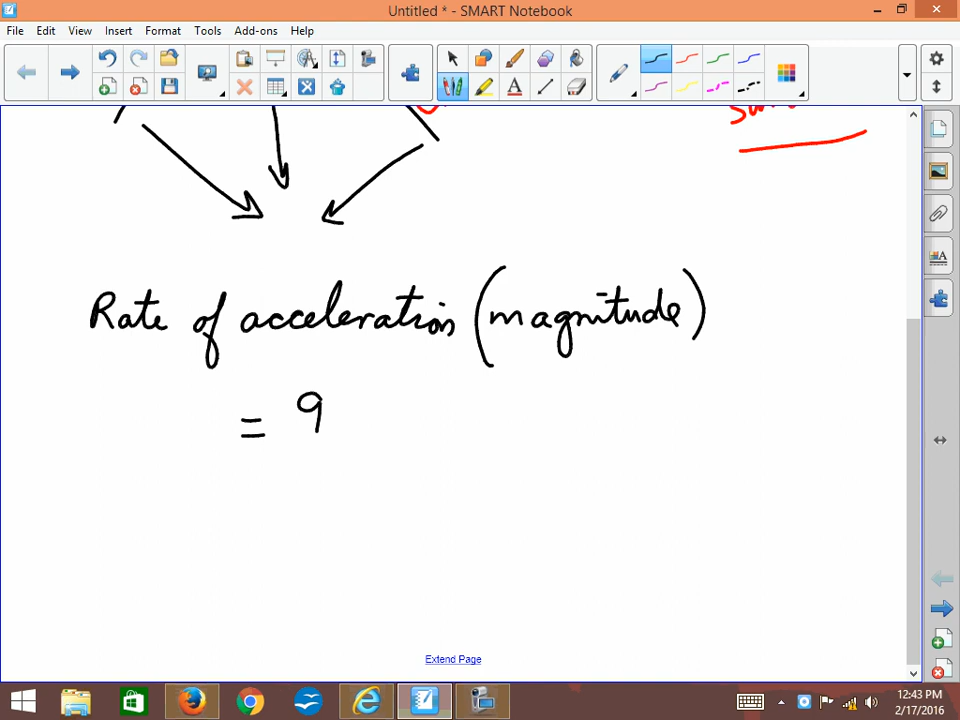 Untitled * - SMART Notebook
File Edit View Insert Format Tools Add-ons Help
Rate of acceleration (magnitude)
= 9
Extend Page
12:43 PM
2/17/2016